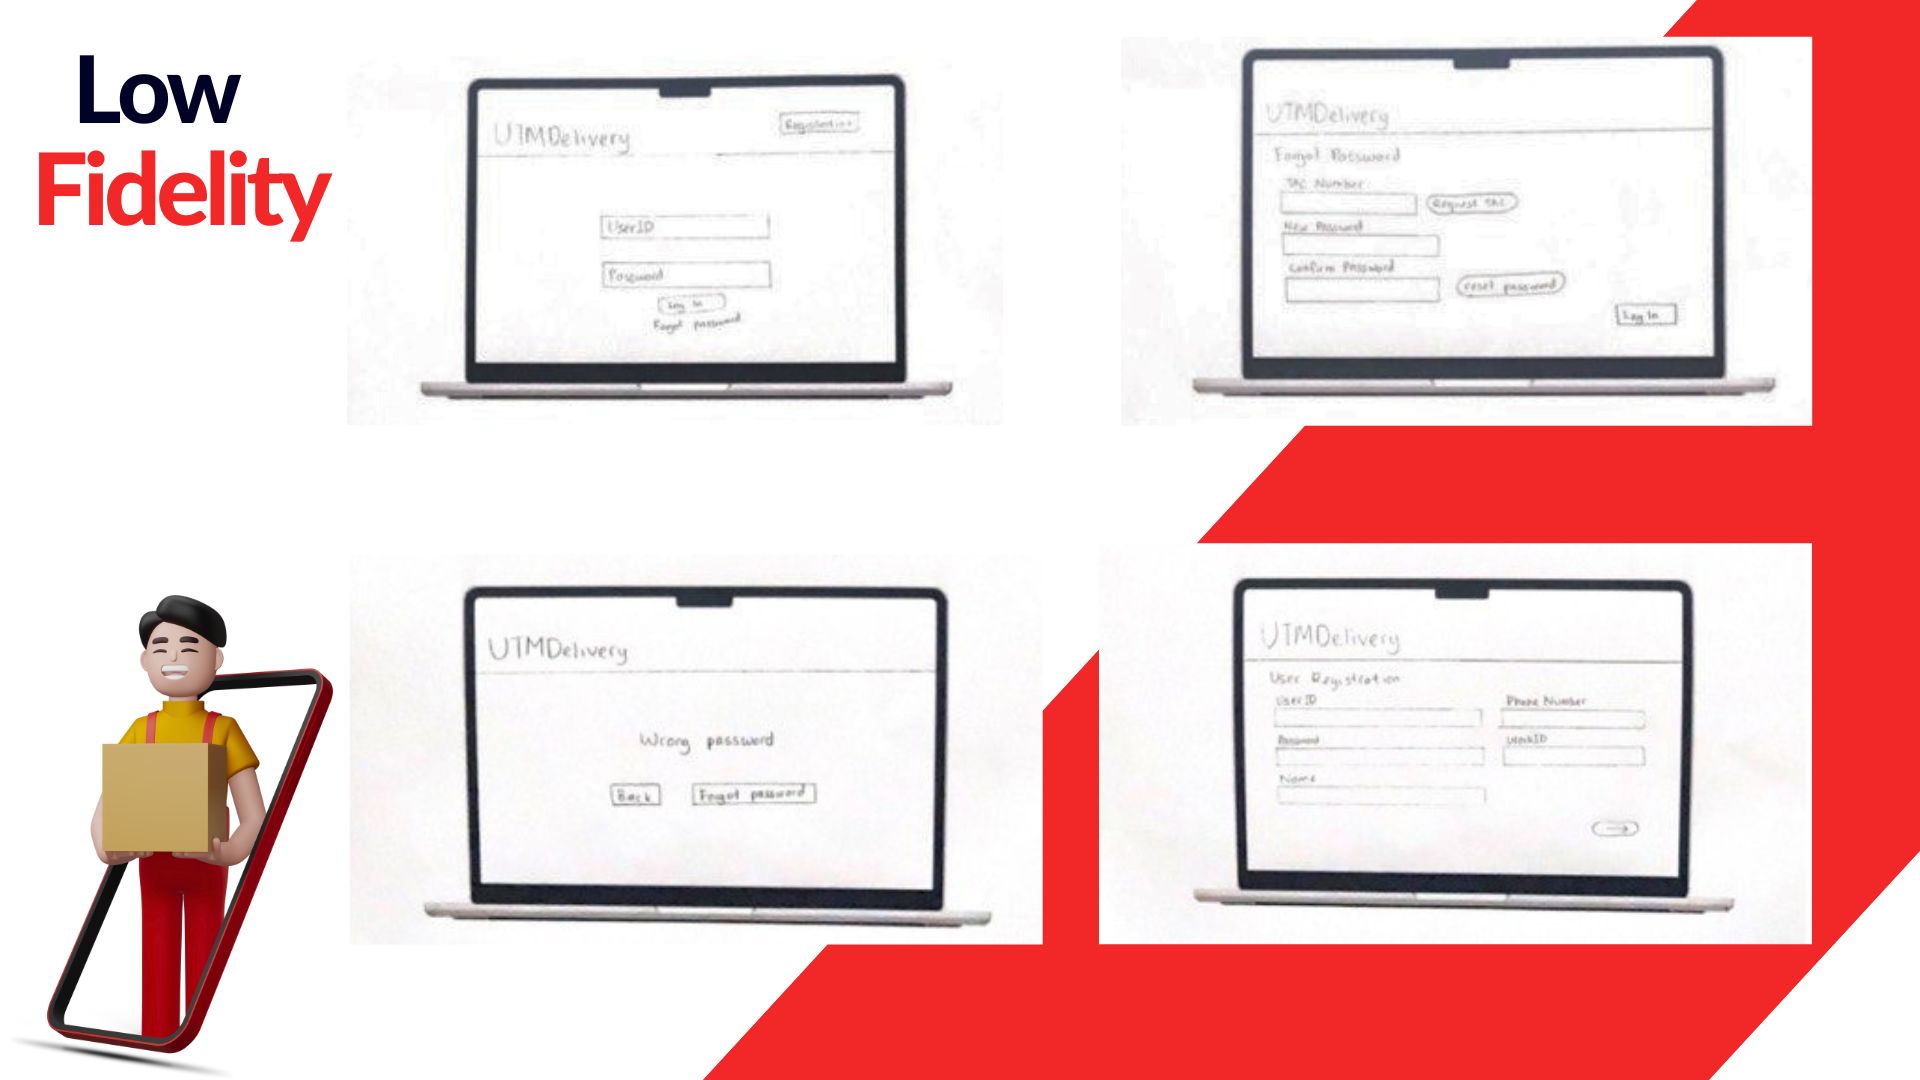 Low
Fidelity
UTMDelivery
Registration
UserID
Password
Log In
Forgot password
UTMDelivery
Forgot Password
TAC Number
Request TAC
New Password
Confirm Password
reset password
Log In
UTMDelivery
Wrong password
Back
Forgot password
UTMDelivery
User Registration
UserID
Phone Number
Password
WorkID
Name